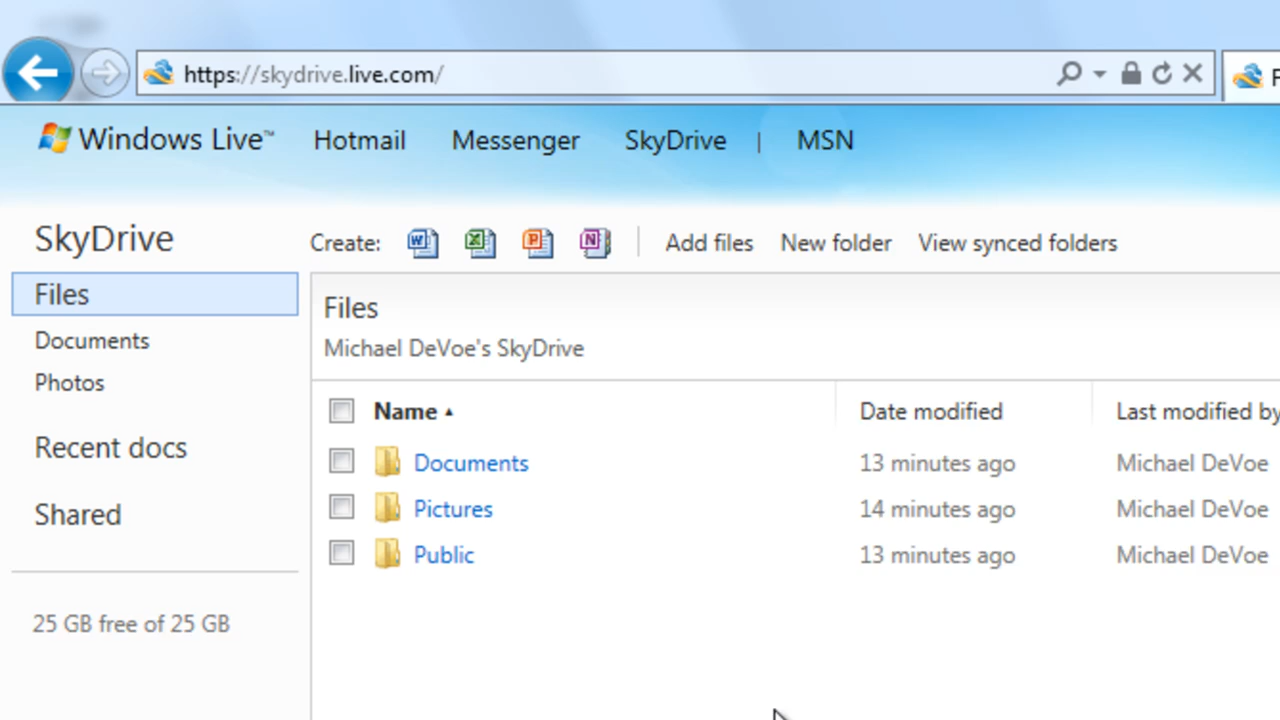 https://skydrive.live.com/
F
Windows Live™ Hotmail Messenger SkyDrive | MSN
SkyDrive
Create: Add files New folder View synced folders
Files
Documents
Photos
Recent docs
Shared
25 GB free of 25 GB
Files
Michael DeVoe's SkyDrive
Name Date modified Last modified by
Documents 13 minutes ago Michael DeVoe
Pictures 14 minutes ago Michael DeVoe
Public 13 minutes ago Michael DeVoe